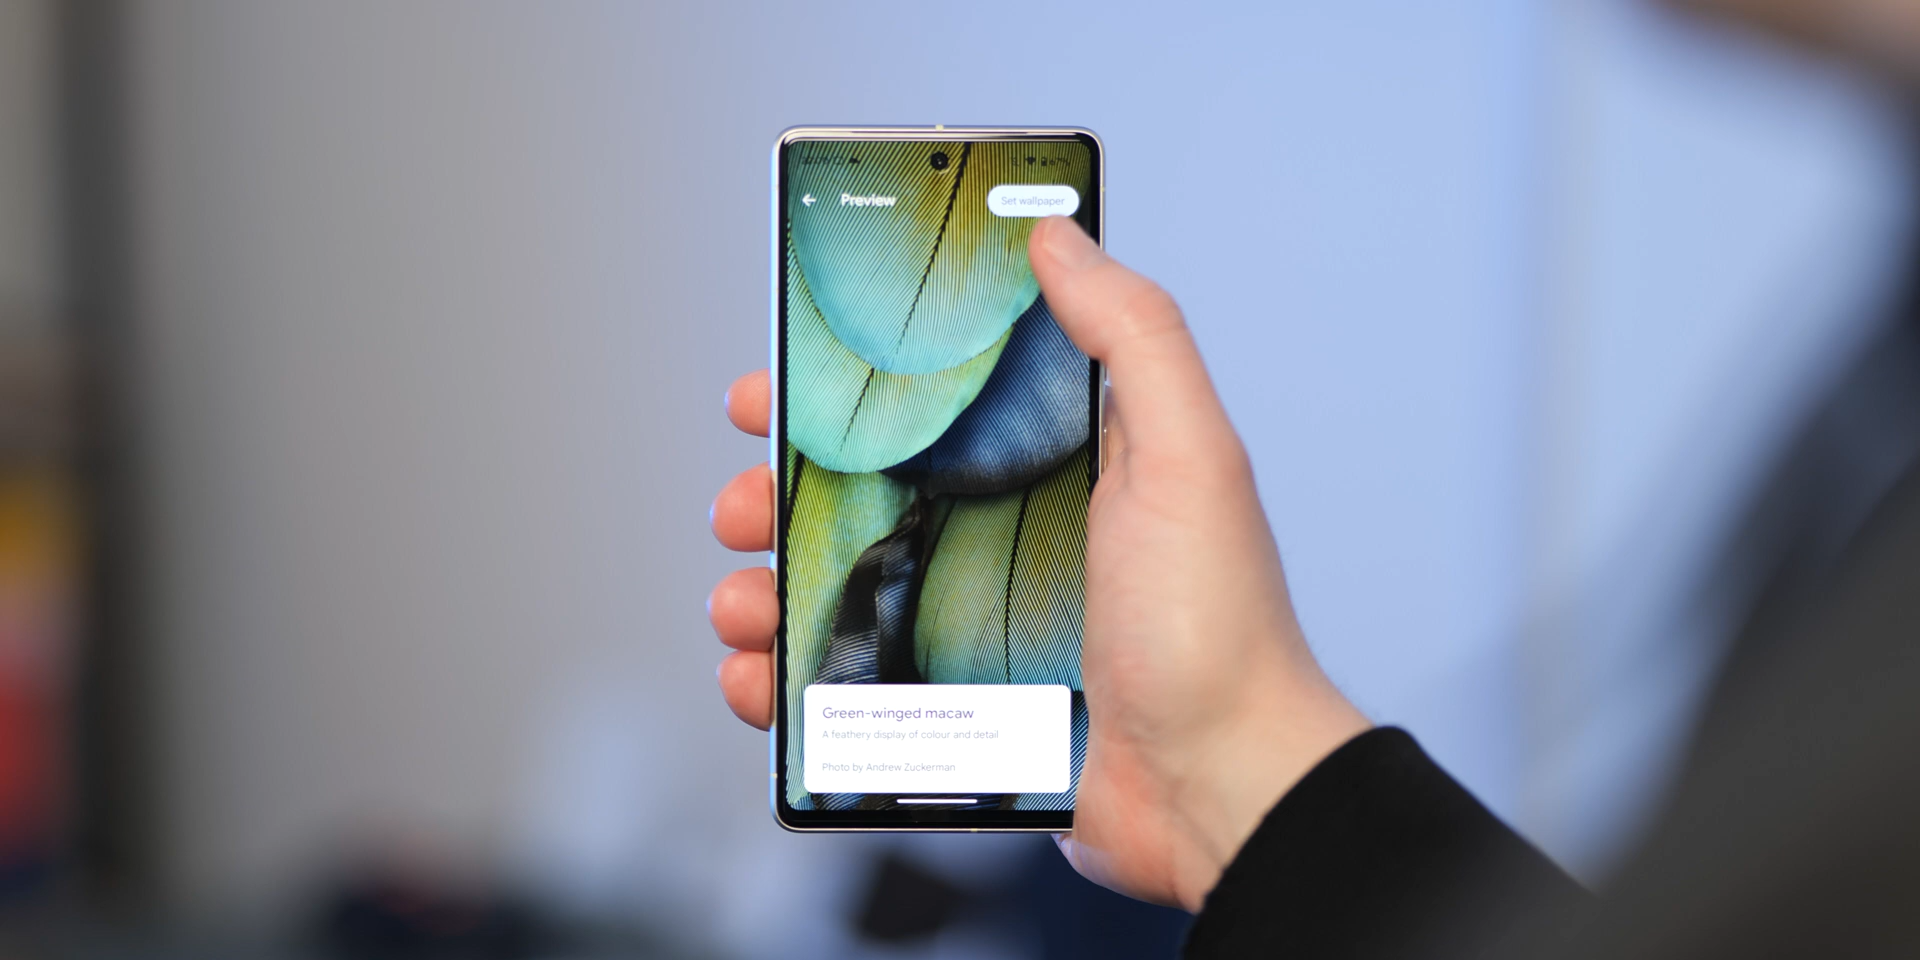 Preview
Set wallpaper
Green-winged macaw
A feathery display of colour and detail
Photo by Andrew Zuckerman